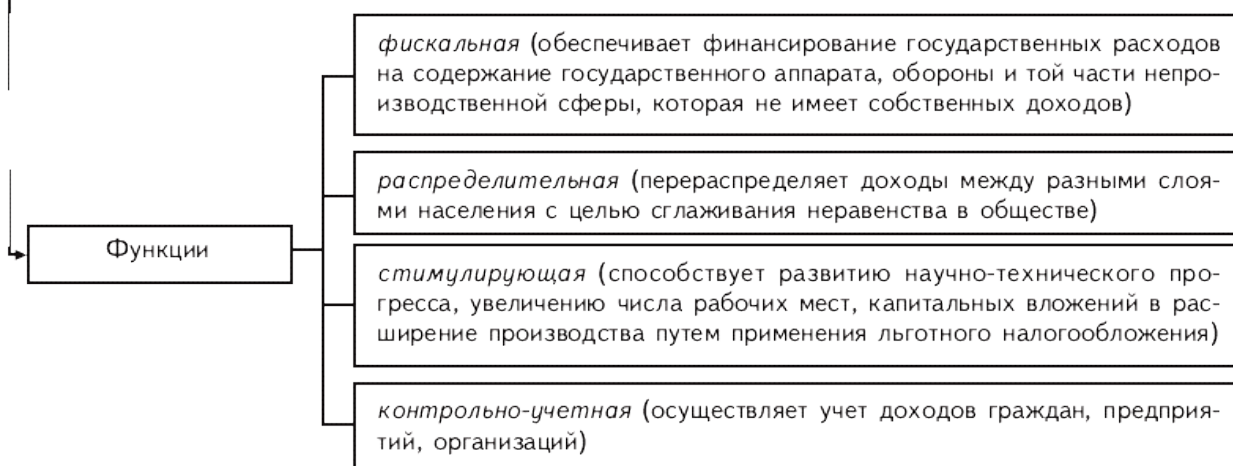 фискальная (обеспечивает финансирование государственных расходов
на содержание государственного аппарата, обороны и той части непро-
изводственной сферы, которая не имеет собственных доходов)
распределительная (перераспределяет доходы между разными слоя-
ми населения с целью сглаживания неравенства в обществе)
Функции
стимулирующая (способствует развитию научно-технического про-
гресса, увеличению числа рабочих мест, капитальных вложений в рас-
ширение производства путем применения льготного налогообложения)
контрольно-учетная (осуществляет учет доходов граждан, предприя-
тий, организаций)